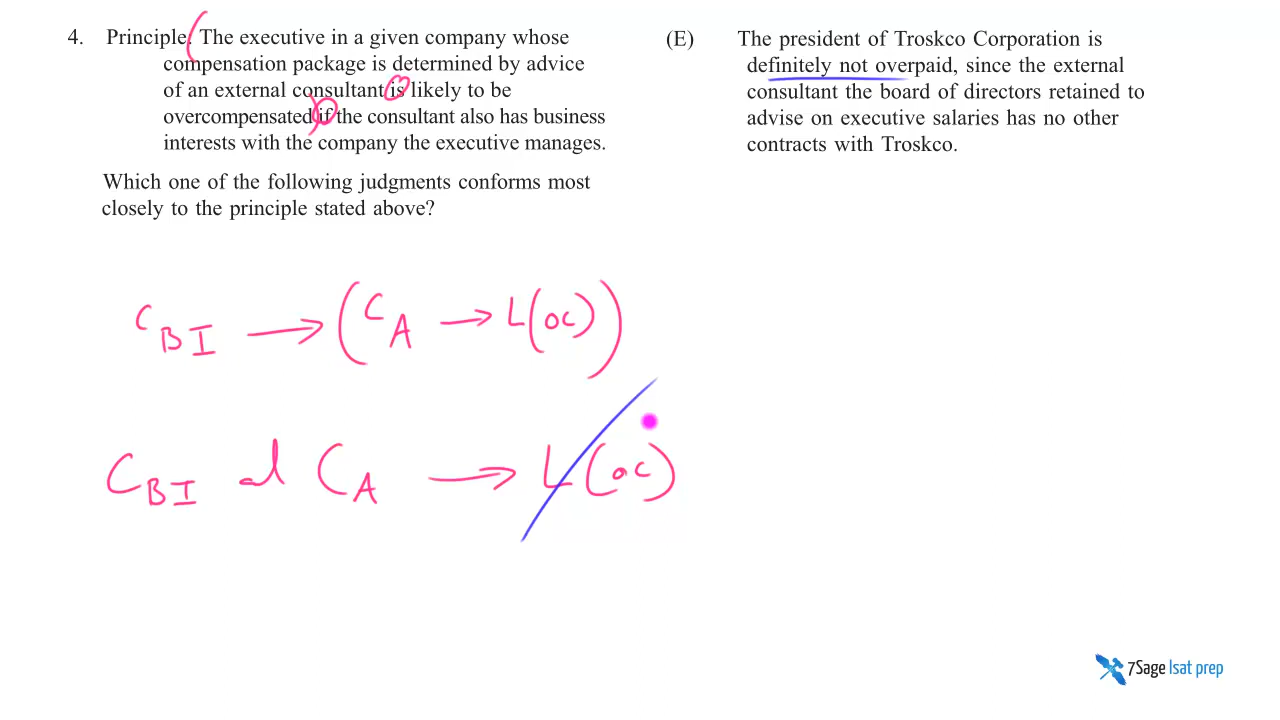 4. Principle: The executive in a given company whose
compensation package is determined by advice
of an external consultant is likely to be
overcompensated if the consultant also has business
interests with the company the executive manages.
Which one of the following judgments conforms most
closely to the principle stated above?
(E) The president of Troskco Corporation is
definitely not overpaid, since the external
consultant the board of directors retained to
advise on executive salaries has no other
contracts with Troskco.
C BI → (C A → L(OC))
C BI al C A → L(OC)
7Sage lsat prep